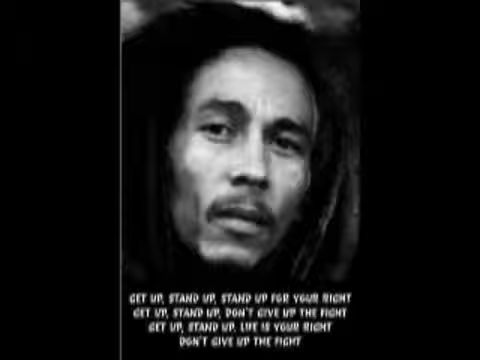 GET UP, STAND UP, STAND UP FOR YOUR RIGHT
GET UP, STAND UP, DON'T GIVE UP THE FIGHT
GET UP, STAND UP. LIFE IS YOUR RIGHT
DON'T GIVE UP THE FIGHT